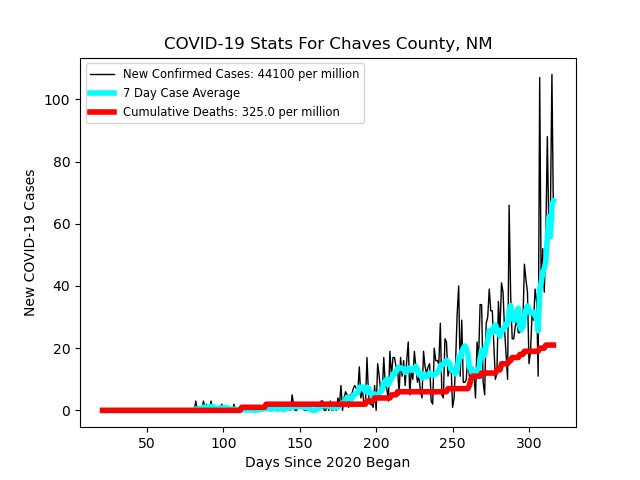 COVID-19 Stats For Chaves County, NM
New Confirmed Cases: 44100 per million
7 Day Case Average
Cumulative Deaths: 325.0 per million
New COVID-19 Cases
100
80
60
40
20
0
50 100 150 200 250 300
Days Since 2020 Began